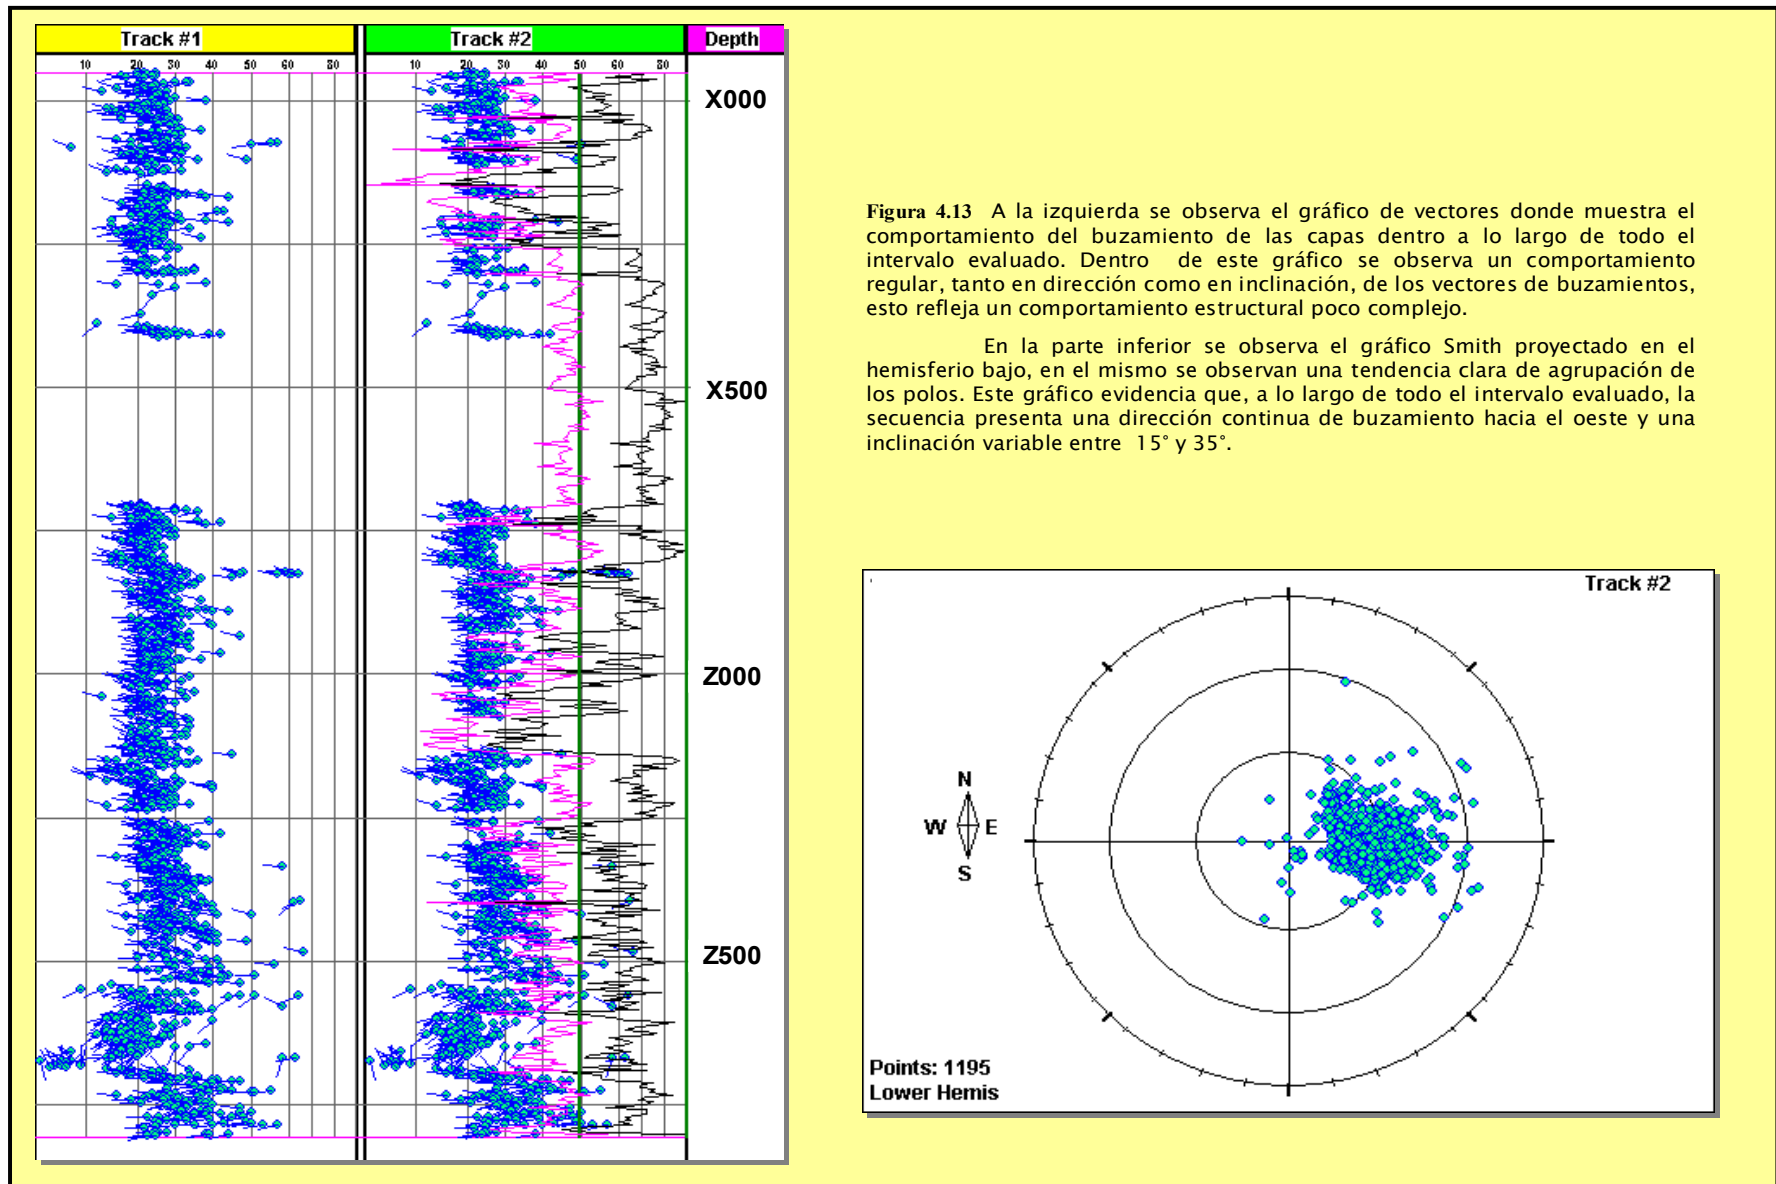 Track #1 Track #2 Depth
10 20 30 40 50 60 80 10 20 30 40 50 60 80
X000
X500
Z000
Z500
Figura 4.13 A la izquierda se observa el gráfico de vectores donde muestra el
comportamiento del buzamiento de las capas dentro a lo largo de todo el
intervalo evaluado. Dentro de este gráfico se observa un comportamiento
regular, tanto en dirección como en inclinación, de los vectores de buzamientos,
esto refleja un comportamiento estructural poco complejo.
En la parte inferior se observa el gráfico Smith proyectado en el
hemisferio bajo, en el mismo se observan una tendencia clara de agrupación de
los polos. Este gráfico evidencia que, a lo largo de todo el intervalo evaluado, la
secuencia presenta una dirección continua de buzamiento hacia el oeste y una
inclinación variable entre 15° y 35°.
Track #2
N
W E
S
Points: 1195
Lower Hemis